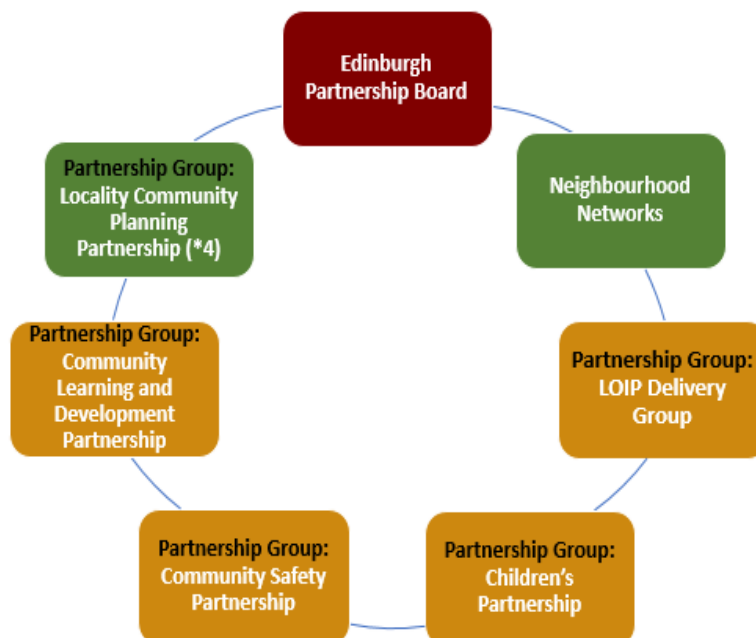 Edinburgh
Partnership Board
Neighbourhood
Networks
Partnership Group:
LOIP Delivery
Group
Partnership Group:
Children’s
Partnership
Partnership Group:
Community Safety
Partnership
Partnership Group:
Community
Learning and
Development
Partnership
Partnership Group:
Locality Community
Planning
Partnership (*4)